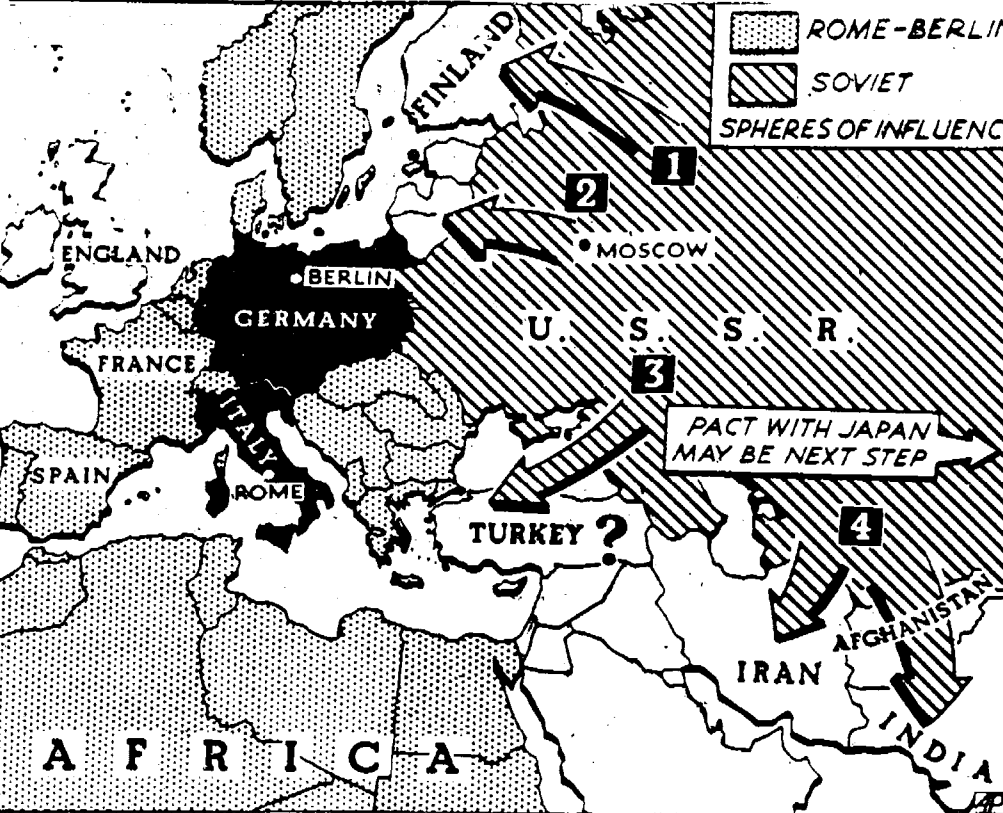 ROME-BERLIN
SOVIET
SPHERES OF INFLUENC
FINLAND
1
2
MOSCOW
ENGLAND
BERLIN
GERMANY
U. S. S. R.
FRANCE
3
ITALY
PACT WITH JAPAN
MAY BE NEXT STEP
SPAIN
ROME
TURKEY ?
4
AFGHANISTAN
IRAN
INDIA
AFRICA
AP